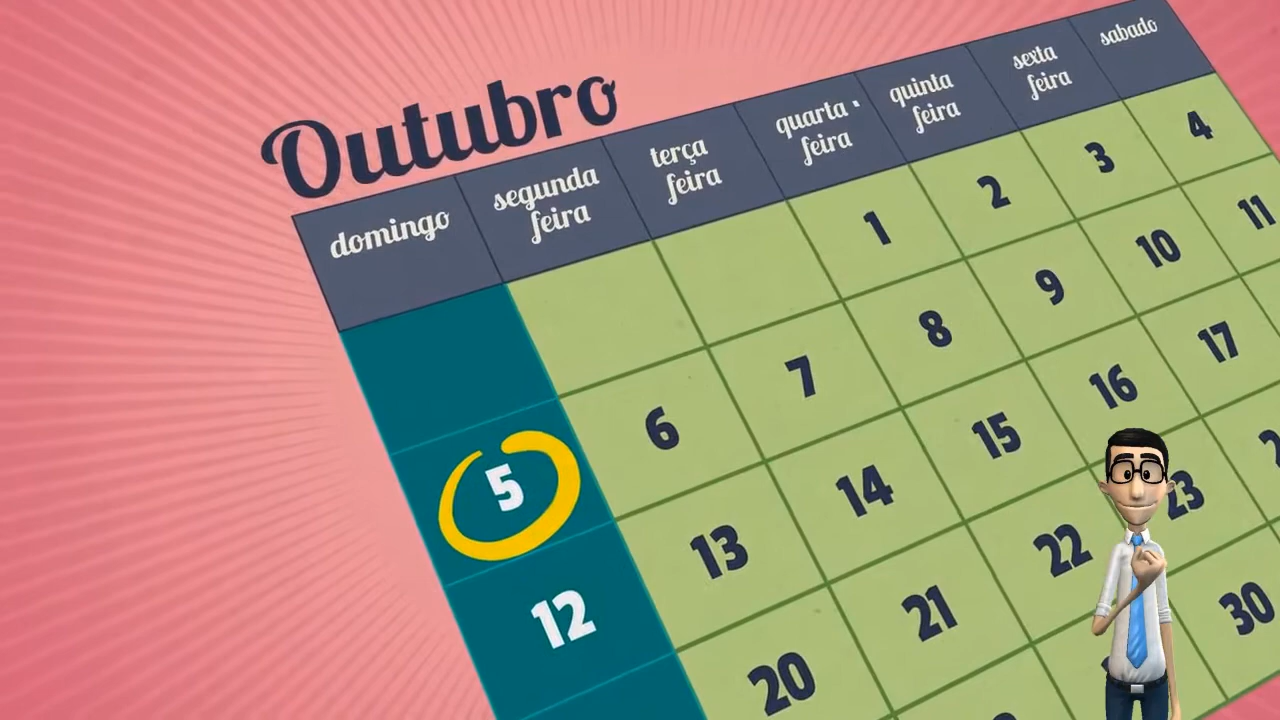 Outubro
domingo
segunda
feira
terça
feira
quarta
feira
quinta
feira
sexta
feira
sabado
1
2
3
4
5
6
7
8
9
10
11
12
13
14
15
16
17
20
21
22
23
30